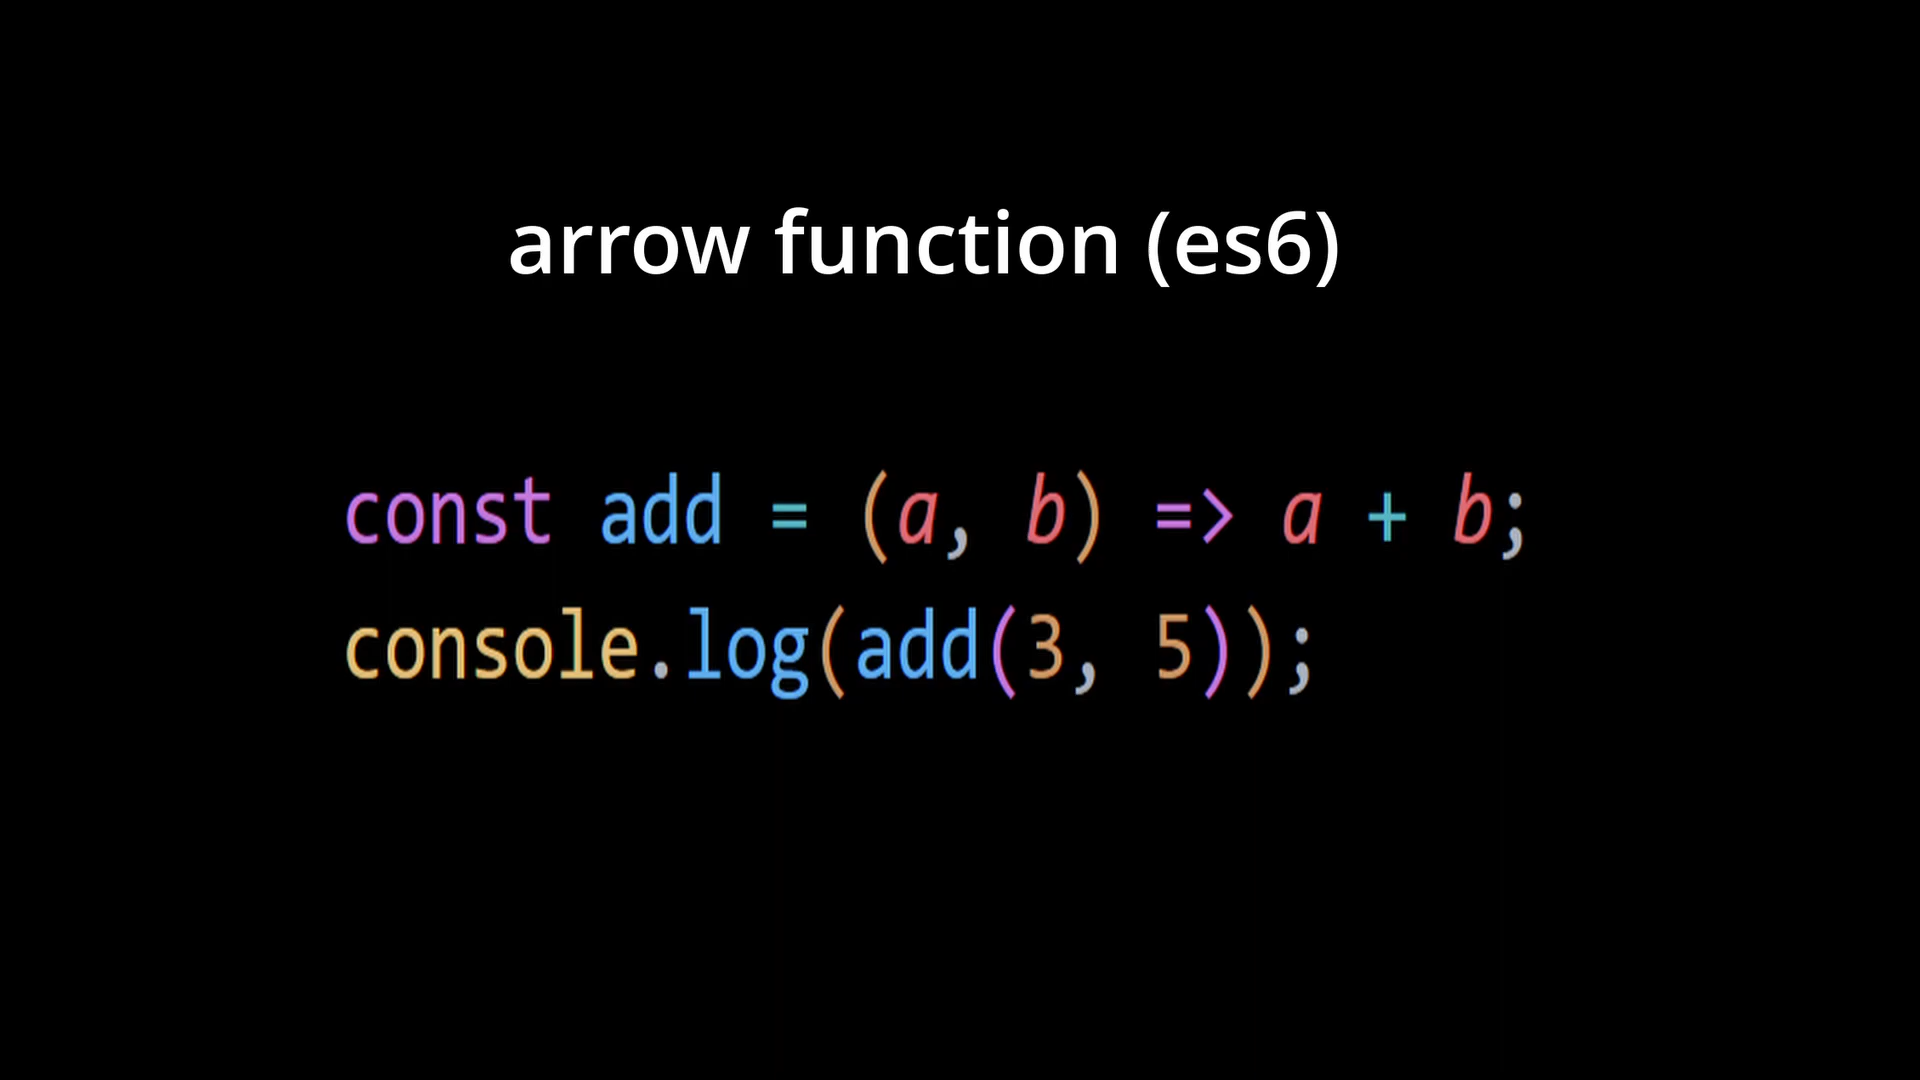 arrow function (es6)
const add = (a, b) => a + b;
console.log(add(3, 5));